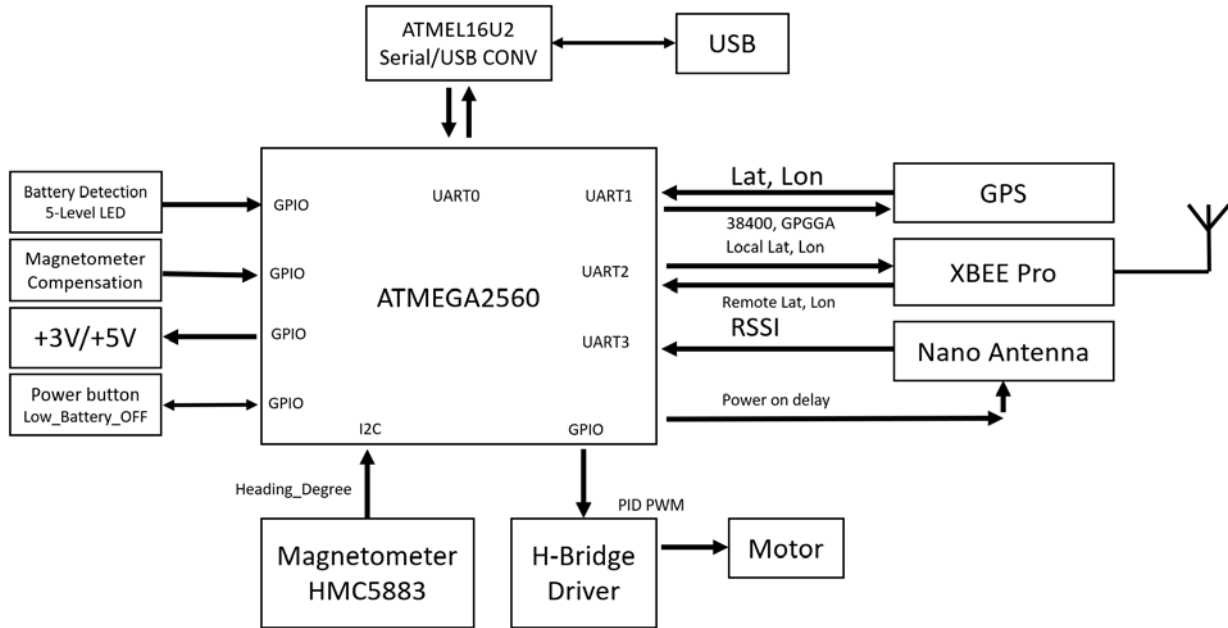 ATMEL16U2
Serial/USB CONV
USB
Battery Detection
5-Level LED
GPIO
UART0
UART1
Lat, Lon
GPS
38400, GPGGA
Magnetometer
Compensation
GPIO
ATMEGA2560
UART2
Local Lat, Lon
XBEE Pro
Remote Lat, Lon
+3V/+5V
GPIO
UART3
RSSI
Nano Antenna
Power button
Low_Battery_OFF
GPIO
Power on delay
I2C
GPIO
Heading_Degree
PID PWM
Magnetometer
HMC5883
H-Bridge
Driver
Motor